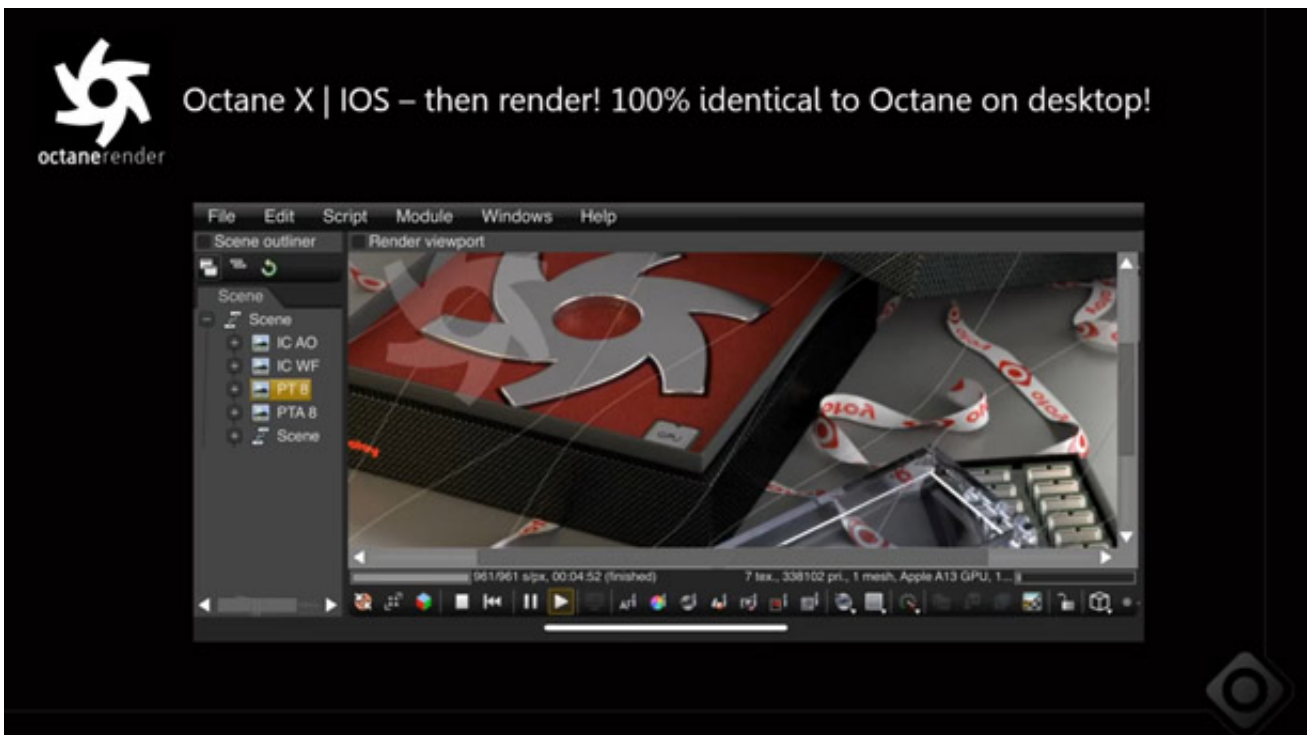 Octane X | IOS – then render! 100% identical to Octane on desktop!
octanerender
File Edit Script Module Windows Help
Scene outliner
Render viewport
Scene
Scene
IC AO
IC WF
PT 8
PTA 8
Scene
GPU
961/961 s/px, 00:04:52 (finished)
7 tex., 338102 pri., 1 mesh, Apple A13 GPU, 1...